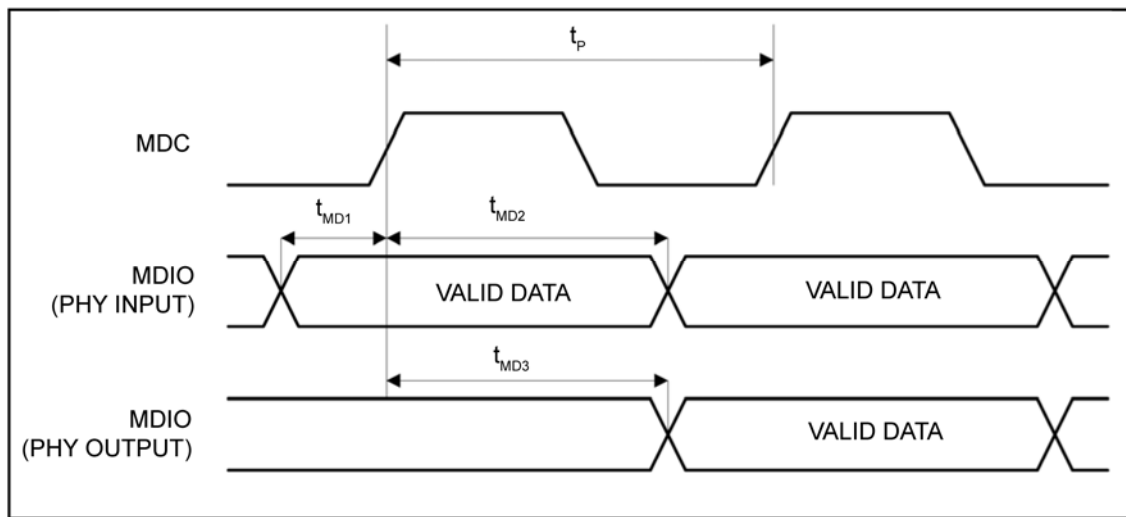 tP
MDC
tMD1
tMD2
MDIO
(PHY INPUT)
VALID DATA
VALID DATA
tMD3
MDIO
(PHY OUTPUT)
VALID DATA